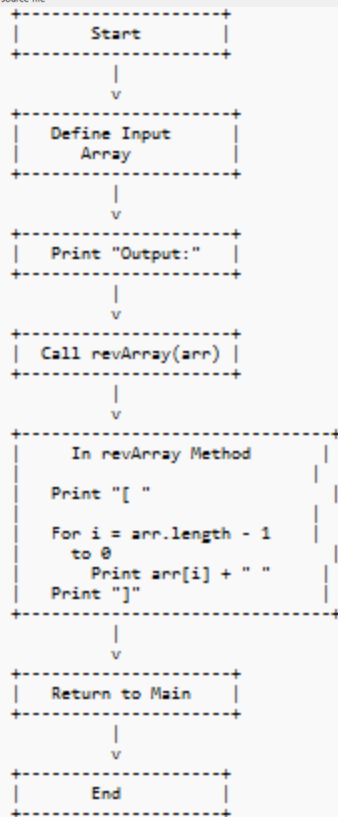 Start
Define Input
Array
Print "Output:"
Call revArray(arr)
In revArray Method
Print "[ "
For i = arr.length - 1
to 0
Print arr[i] + " "
Print "]"
Return to Main
End